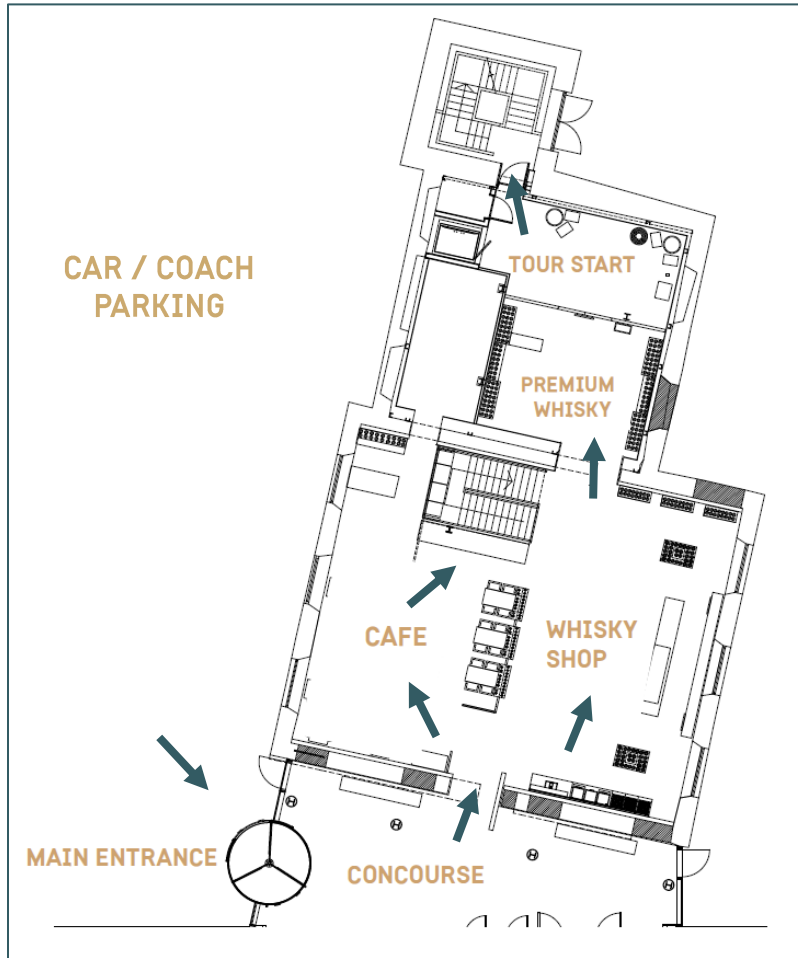 CAR / COACH
PARKING
TOUR START
PREMIUM
WHISKY
CAFE
WHISKY
SHOP
MAIN ENTRANCE
CONCOURSE